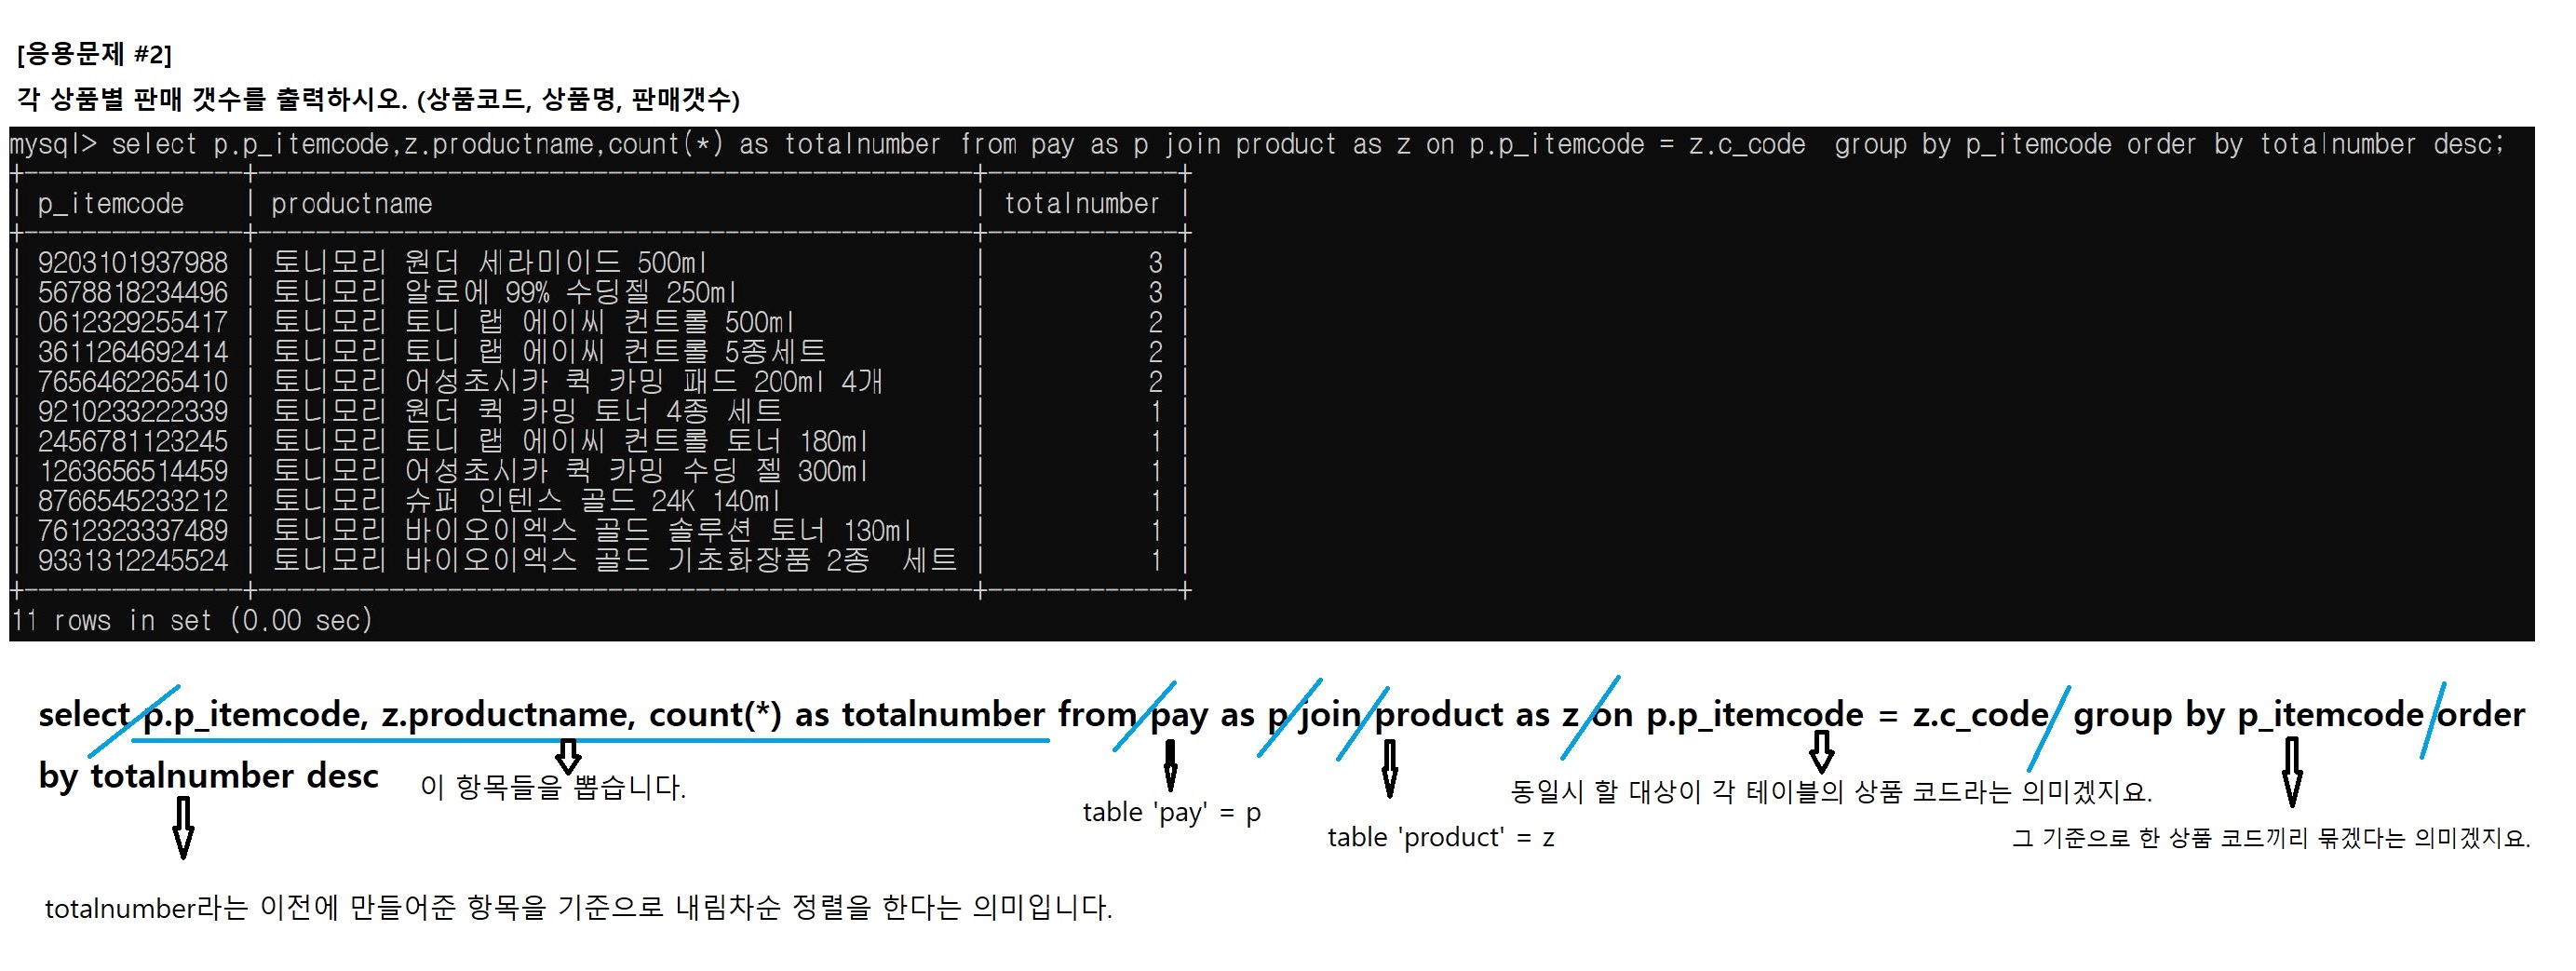 [응용문제 #2]
각 상품별 판매 갯수를 출력하시오. (상품코드, 상품명, 판매갯수)
mysql> select p.p_itemcode,z.productname,count(*) as totalnumber from pay as p join product as z on p.p_itemcode = z.c_code  group by p_itemcode order by totalnumber desc;
| p_itemcode | productname | totalnumber |
| 9203101937988 | 토니모리 원더 세라미이드 500ml | 3 |
| 5678818234496 | 토니모리 알로에 99% 수딩젤 250ml | 3 |
| 0612329255417 | 토니모리 토니 랩 에이씨 컨트롤 500ml | 2 |
| 3611264692414 | 토니모리 토니 랩 에이씨 컨트롤 5종세트 | 2 |
| 7656462265410 | 토니모리 어성초시카 퀵 카밍 패드 200ml 4개 | 2 |
| 9210233222339 | 토니모리 원더 퀵 카밍 토너 4종 세트 | 1 |
| 2456781123245 | 토니모리 토니 랩 에이씨 컨트롤 토너 180ml | 1 |
| 1263656514459 | 토니모리 어성초시카 퀵 카밍 수딩 젤 300ml | 1 |
| 8766545233212 | 토니모리 슈퍼 인텐스 골드 24K 140ml | 1 |
| 7612323337489 | 토니모리 바이오이엑스 골드 솔루션 토너 130ml | 1 |
| 9331312245524 | 토니모리 바이오이엑스 골드 기초화장품 2종  세트 | 1 |
11 rows in set (0.00 sec)
select p.p_itemcode, z.productname, count(*) as totalnumber from pay as p join product as z on p.p_itemcode = z.c_code group by p_itemcode order
by totalnumber desc
이 항목들을 뽑습니다.
table 'pay' = p
table 'product' = z
동일시 할 대상이 각 테이블의 상품 코드라는 의미겠지요.
그 기준으로 한 상품 코드끼리 묶겠다는 의미겠지요.
totalnumber라는 이전에 만들어준 항목을 기준으로 내림차순 정렬을 한다는 의미입니다.